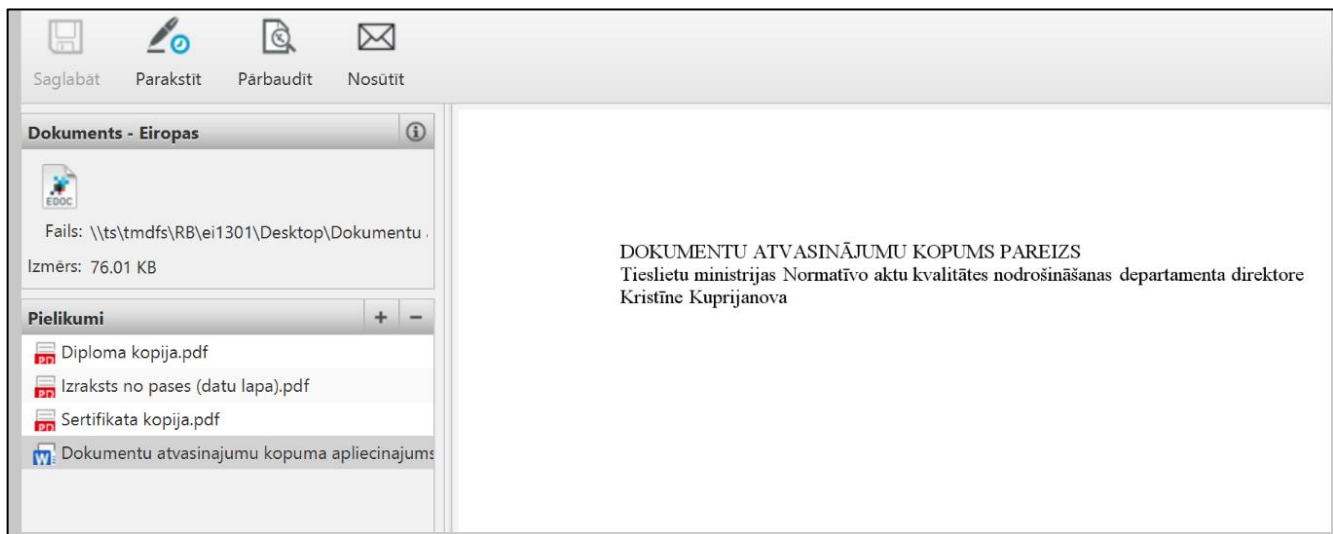 Saglabāt Parakstīt Pārbaudīt Nosūtīt
Dokuments - Eiropas
EDOC
Fails: \\ts\tmdfs\RB\ei1301\Desktop\Dokumentu
Izmērs: 76.01 KB
Pielikumi
Diploma kopija.pdf
Izraksts no pases (datu lapa).pdf
Sertifikata kopija.pdf
Dokumentu atvasinajumu kopuma apliecinajums
DOKUMENTU ATVASINĀJUMU KOPUMS PAREIZS
Tieslietu ministrijas Normatīvo aktu kvalitātes nodrošināšanas departamenta direktore
Kristīne Kuprijanova